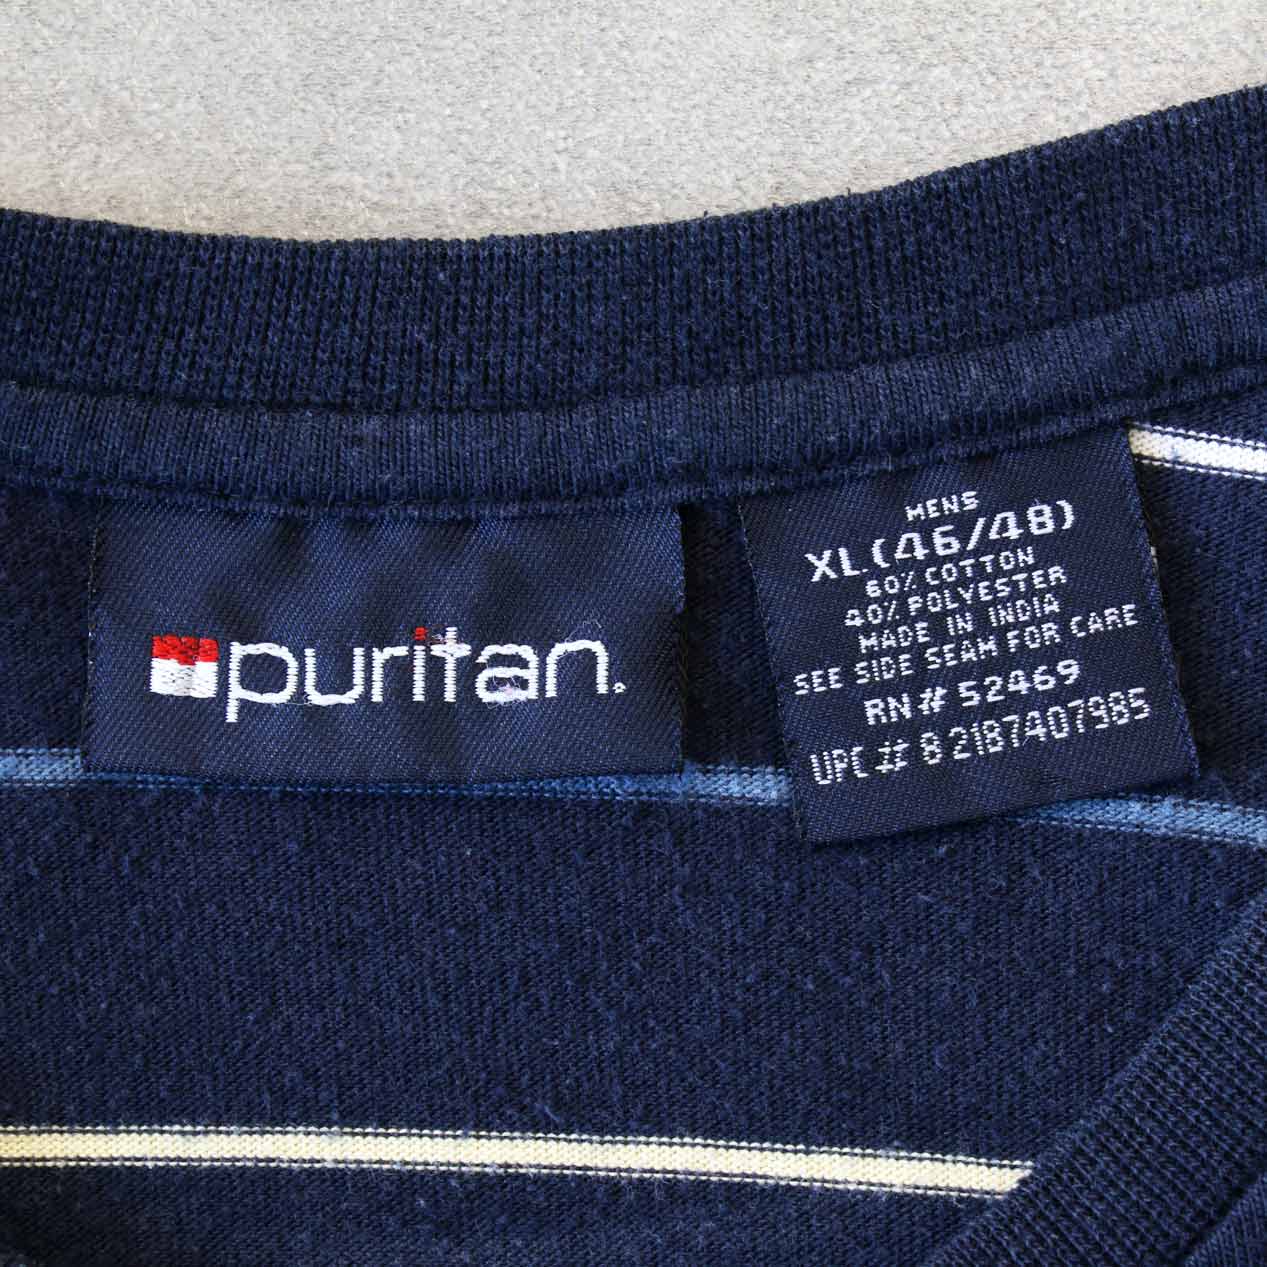 puritan.
MENS
XL (46/48)
60% COTTON
40% POLYESTER
MADE IN INDIA
SEE SIDE SEAM FOR CARE
RN# 52469
UPC # 8 2187407985